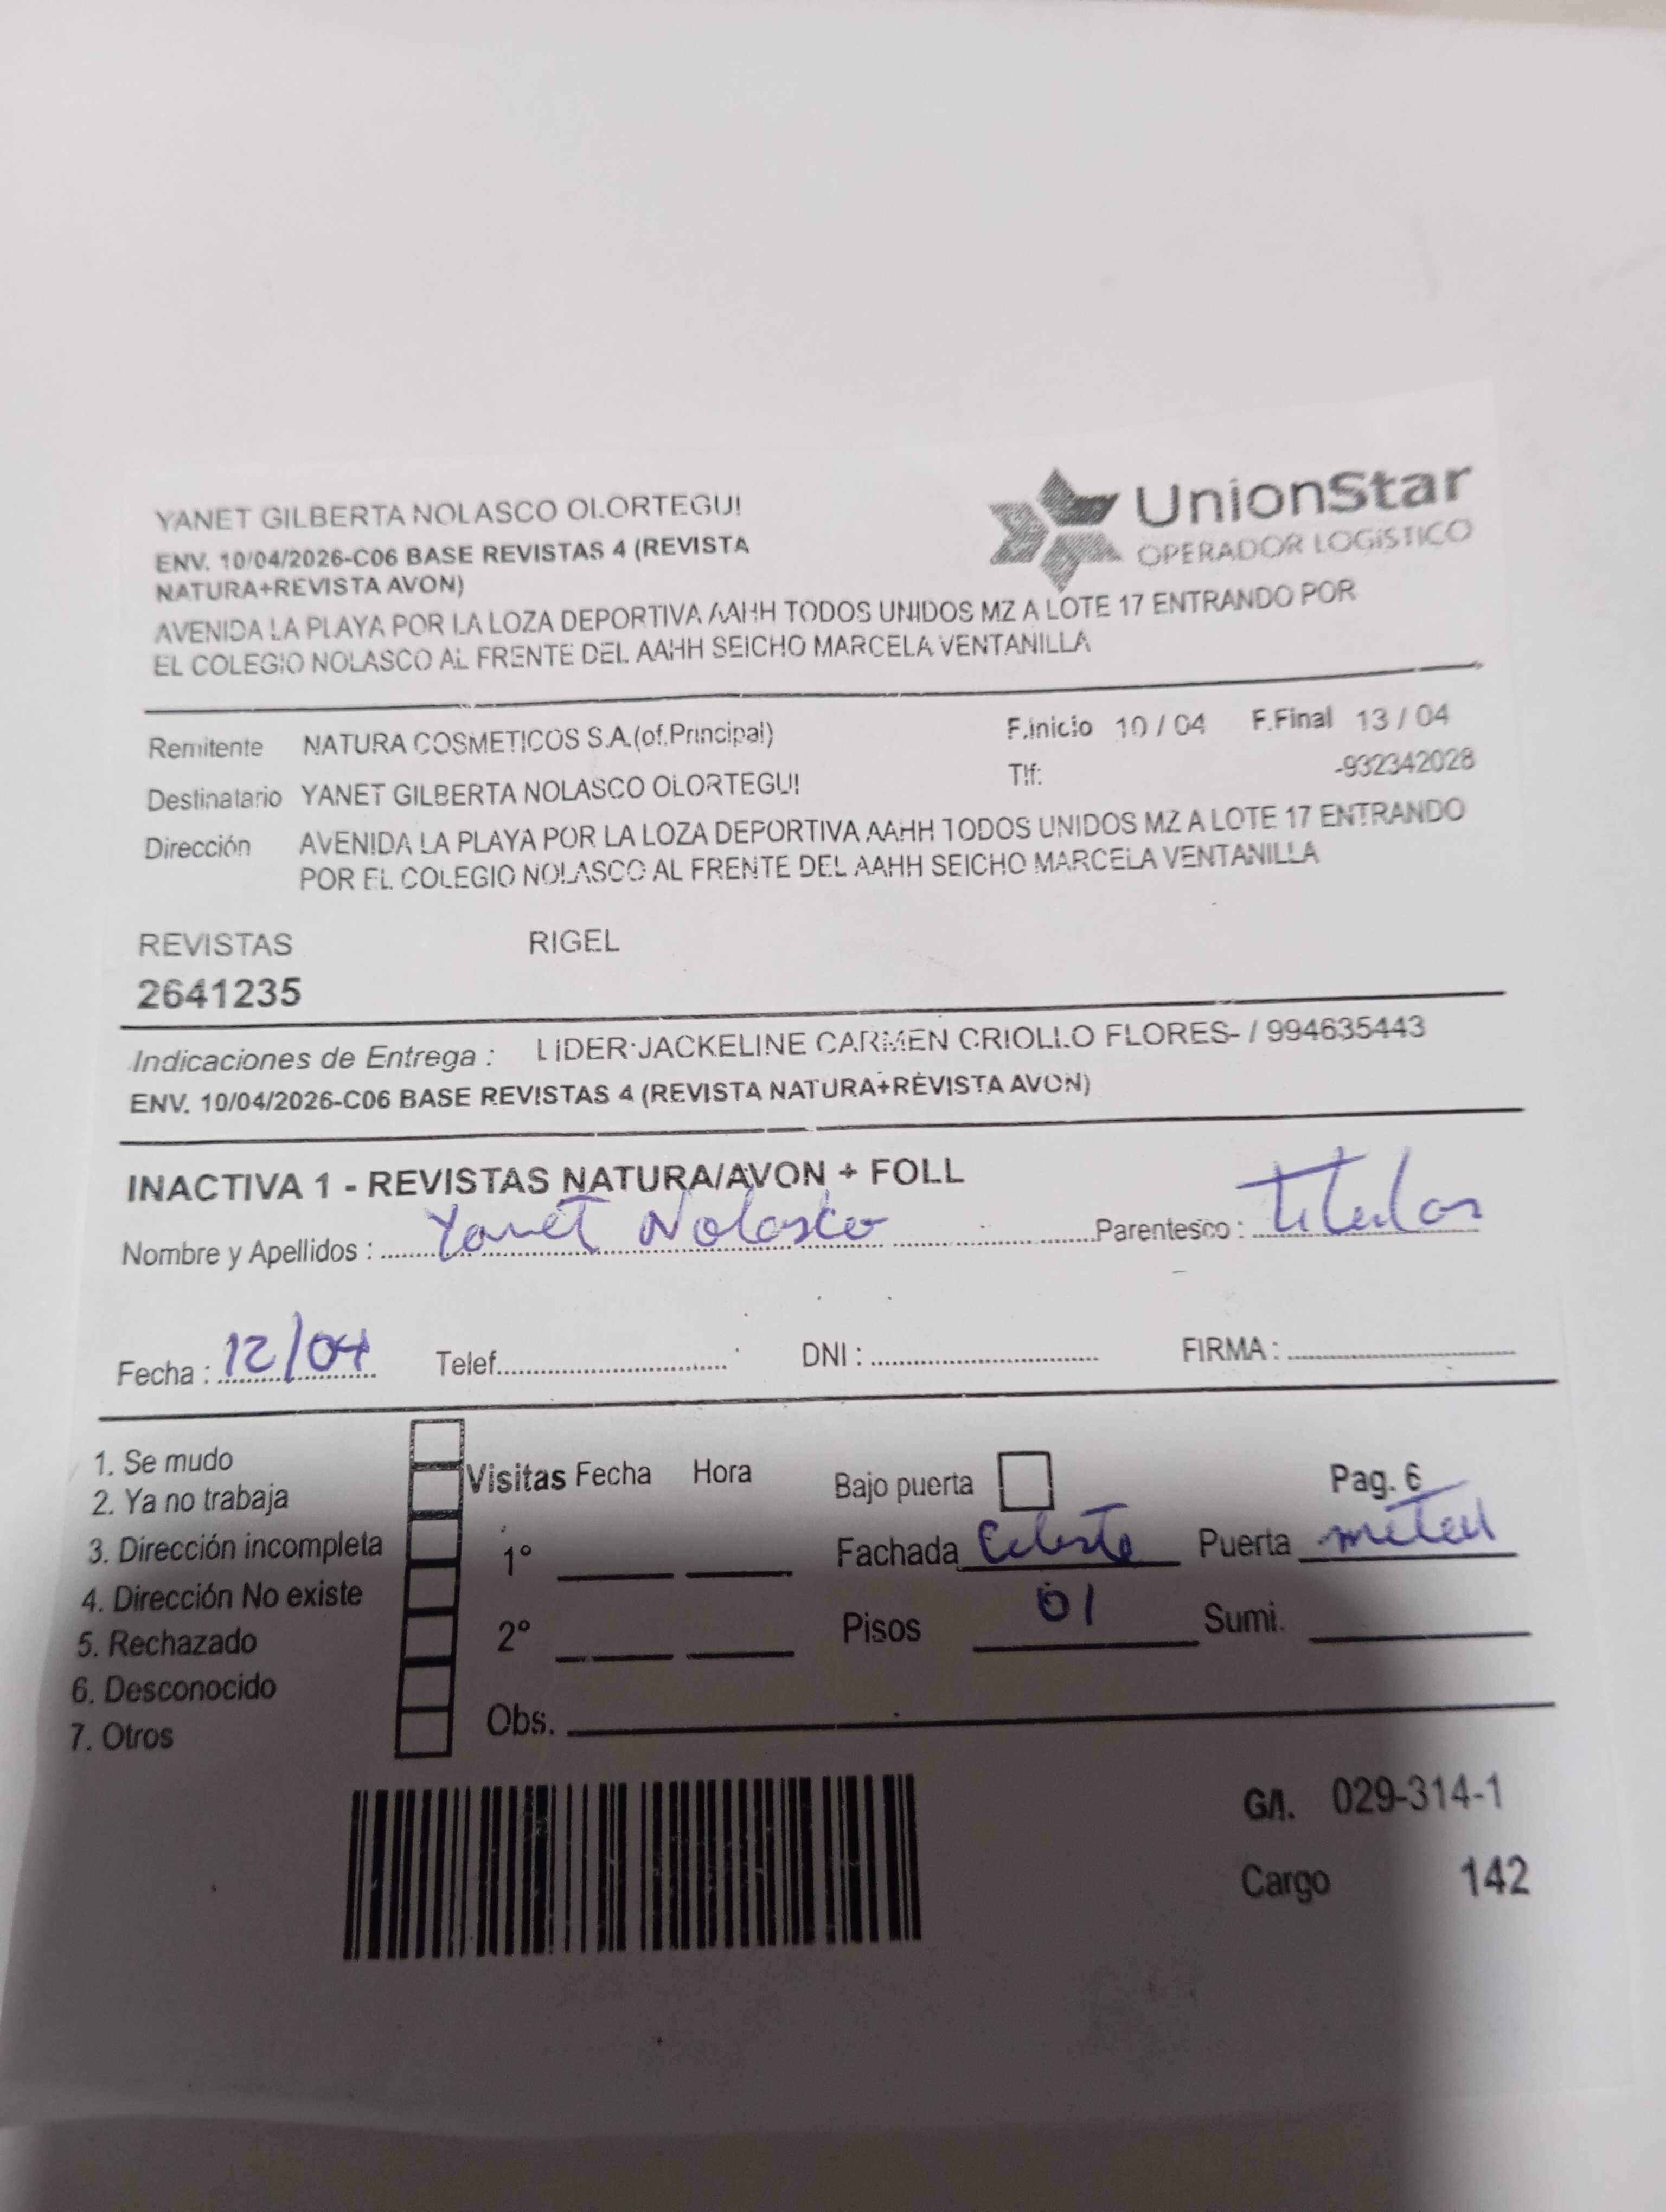 YANET GILBERTA NOLASCO OLORTEGUI
UnionStar
OPERADOR LOGÍSTICO
ENV. 10/04/2026-C06 BASE REVISTAS 4 (REVISTA
NATURA+REVISTA AVON)
AVENIDA LA PLAYA POR LA LOZA DEPORTIVA AAHH TODOS UNIDOS MZ A LOTE 17 ENTRANDO POR
EL COLEGIO NOLASCO AL FRENTE DEL AAHH SEICHO MARCELA VENTANILLA
Remitente NATURA COSMETICOS S.A.(of.Principal) F.Inicio 10 / 04 F.Final 13 / 04
Destinatario YANET GILBERTA NOLASCO OLORTEGUI Tlf: -932342028
Dirección AVENIDA LA PLAYA POR LA LOZA DEPORTIVA AAHH TODOS UNIDOS MZ A LOTE 17 ENTRANDO
POR EL COLEGIO NOLASCO AL FRENTE DEL AAHH SEICHO MARCELA VENTANILLA
REVISTAS RIGEL
2641235
Indicaciones de Entrega : LIDER:JACKELINE CARMEN CRIOLLO FLORES- / 994635443
ENV. 10/04/2026-C06 BASE REVISTAS 4 (REVISTA NATURA+REVISTA AVON)
INACTIVA 1 - REVISTAS NATURA/AVON + FOLL
Nombre y Apellidos : Yanet Nolasco Parentesco : titular
Fecha : 12/04 Telef. DNI : FIRMA :
1. Se mudo
2. Ya no trabaja
3. Dirección incompleta
4. Dirección No existe
5. Rechazado
6. Desconocido
7. Otros
Visitas Fecha Hora
1°
2°
Obs.
Bajo puerta Pag. 6
Fachada Celeste Puerta metal
Pisos 01 Sumi.
G/I. 029-314-1
Cargo 142